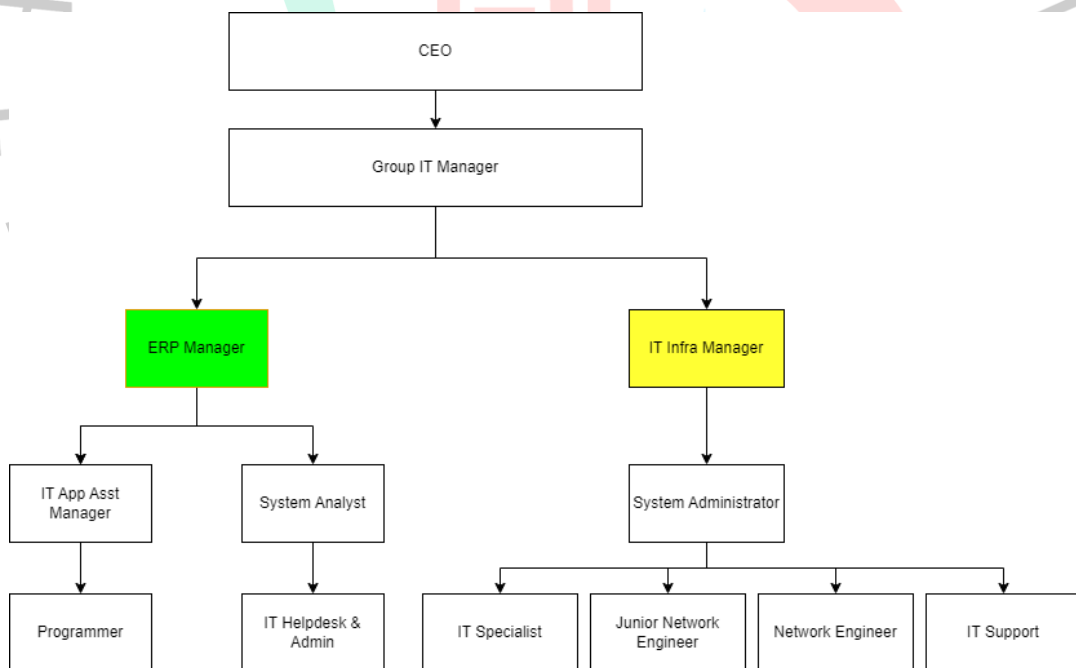 CEO
Group IT Manager
ERP Manager
IT Infra Manager
IT App Asst
Manager
System Analyst
System Administrator
Programmer
IT Helpdesk &
Admin
IT Specialist
Junior Network
Engineer
Network Engineer
IT Support